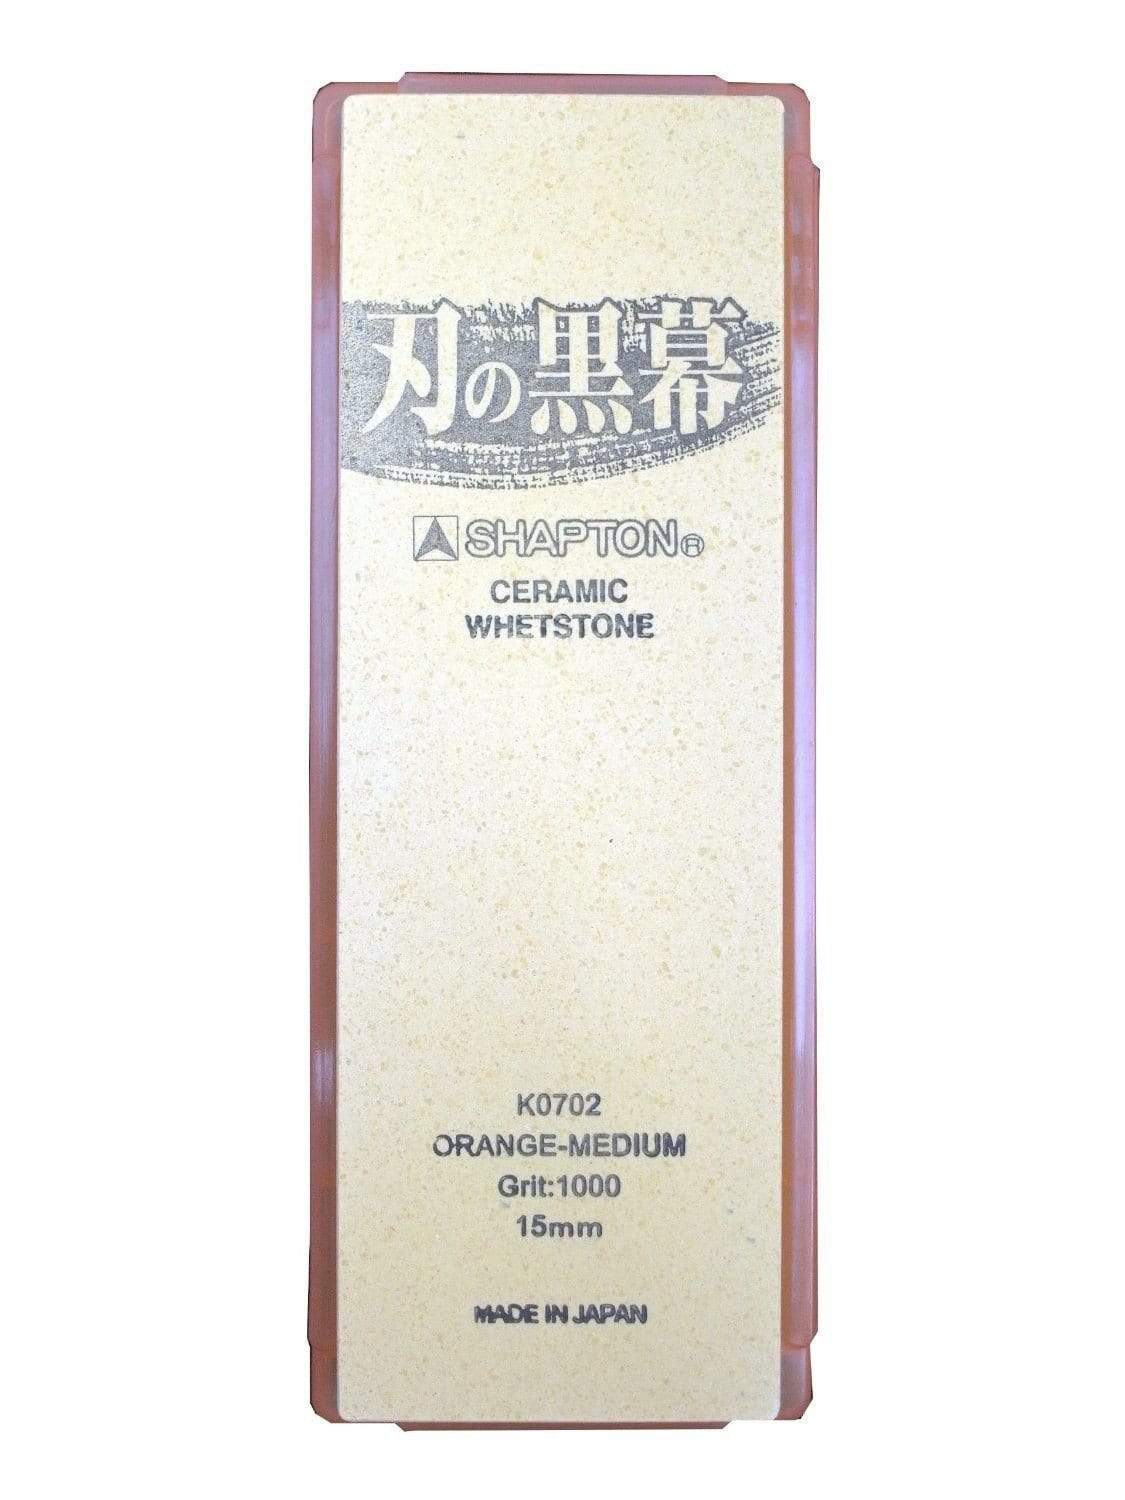 刃の黒幕
SHAPTON®
CERAMIC
WHETSTONE
K0702
ORANGE-MEDIUM
Grit:1000
15mm
MADE IN JAPAN